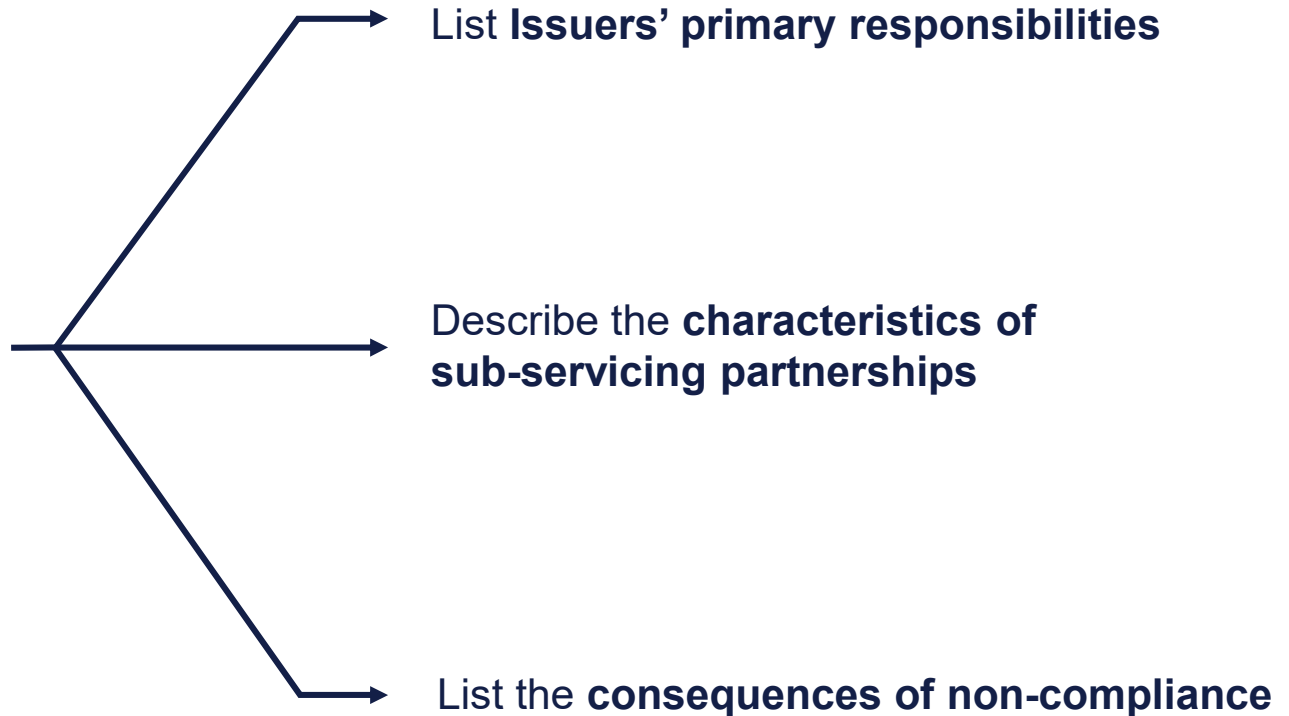 List Issuers’ primary responsibilities
Describe the characteristics of
sub-servicing partnerships
List the consequences of non-compliance